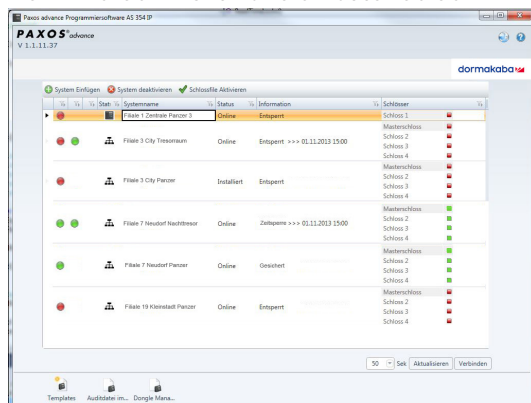 Paxos advance Programmiersoftware AS 354 IP
PAXOS® advance
V 1.1.11.37
dormakaba
System Einfügen System deaktivieren Schlossfile Aktivieren
Systemname Status Information Schlösser
Filiale 1 Zentrale Panzer 3 Online Entsperrt Schloss 1
Masterschloss
Filiale 3 City Tresorraum Online Entsperrt >>> 01.11.2013 15:00 Schloss 2
Schloss 3
Schloss 4
Masterschloss
Filiale 3 City Panzer Installiert Entsperrt Schloss 2
Schloss 3
Schloss 4
Masterschloss
Filiale 7 Neudorf Nachttresor Online Zeitsperre >>> 01.11.2013 15:00 Schloss 2
Schloss 3
Schloss 4
Masterschloss
Filiale 7 Neudorf Panzer Online Gesichert Schloss 2
Schloss 3
Schloss 4
Masterschloss
Filiale 19 Kleinstadt Panzer Online Entsperrt Schloss 2
Schloss 3
Schloss 4
50 Sek Aktualisieren Verbinden
Templates Auditdatei im... Dongle Mana...